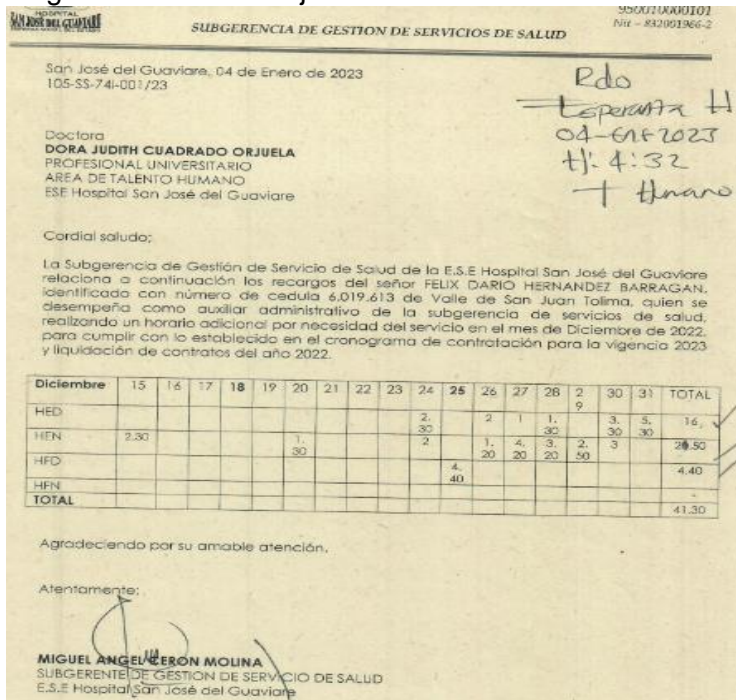 HOSPITAL
SAN JOSE DEL GUAVIARE
950010000101
Nit - 832001966-2
SUBGERENCIA DE GESTION DE SERVICIOS DE SALUD
San José del Guaviare, 04 de Enero de 2023
105-SS-74I-001/23
Rdo
Esperanza H
04-ENE2023
H: 4:32
T Humano
Doctora
DORA JUDITH CUADRADO ORJUELA
PROFESIONAL UNIVERSITARIO
AREA DE TALENTO HUMANO
ESE Hospital San José del Guaviare
Cordial saludo;
La Subgerencia de Gestión de Servicio de Salud de la E.S.E Hospital San José del Guaviare
relaciona a continuación los recargos del señor FELIX DARIO HERNANDEZ BARRAGAN,
identificado con número de cedula 6.019.613 de Valle de San Juan Tolima, quien se
desempeña como auxiliar administrativo de la subgerencia de servicios de salud,
realizando un horario adicional por necesidad del servicio en el mes de Diciembre de 2022,
para cumplir con lo establecido en el cronograma de contratación para la vigencia 2023
y liquidación de contratos del año 2022.
Diciembre 15 16 17 18 19 20 21 22 23 24 25 26 27 28 29 30 31 TOTAL
HED 2.30 2 1 1.30 3.30 5.30 16
HEN 2.30 1.30 2 1.20 4.20 3.20 2.50 3 .50
HFD 4.40 4.40
HFN -
TOTAL 41.30
Agradeciendo por su amable atención,
Atentamente;
MIGUEL ANGEL CERON MOLINA
SUBGERENTE DE GESTION DE SERVICIO DE SALUD
E.S.E Hospital San José del Guaviare